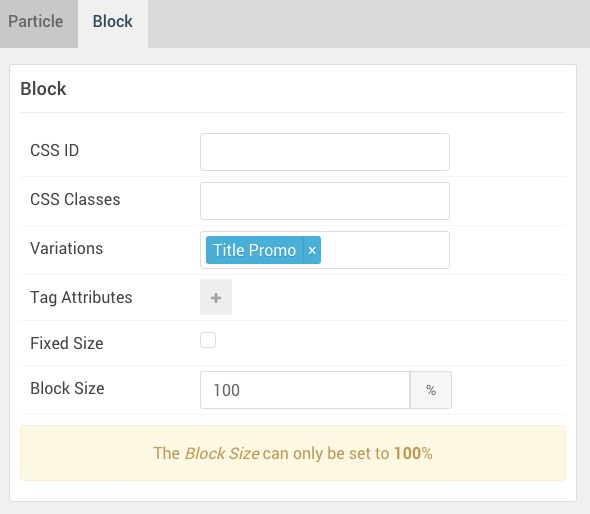 Particle Block
Block
CSS ID
CSS Classes
Variations Title Promo ×
Tag Attributes +
Fixed Size
Block Size 100 %
The Block Size can only be set to 100%